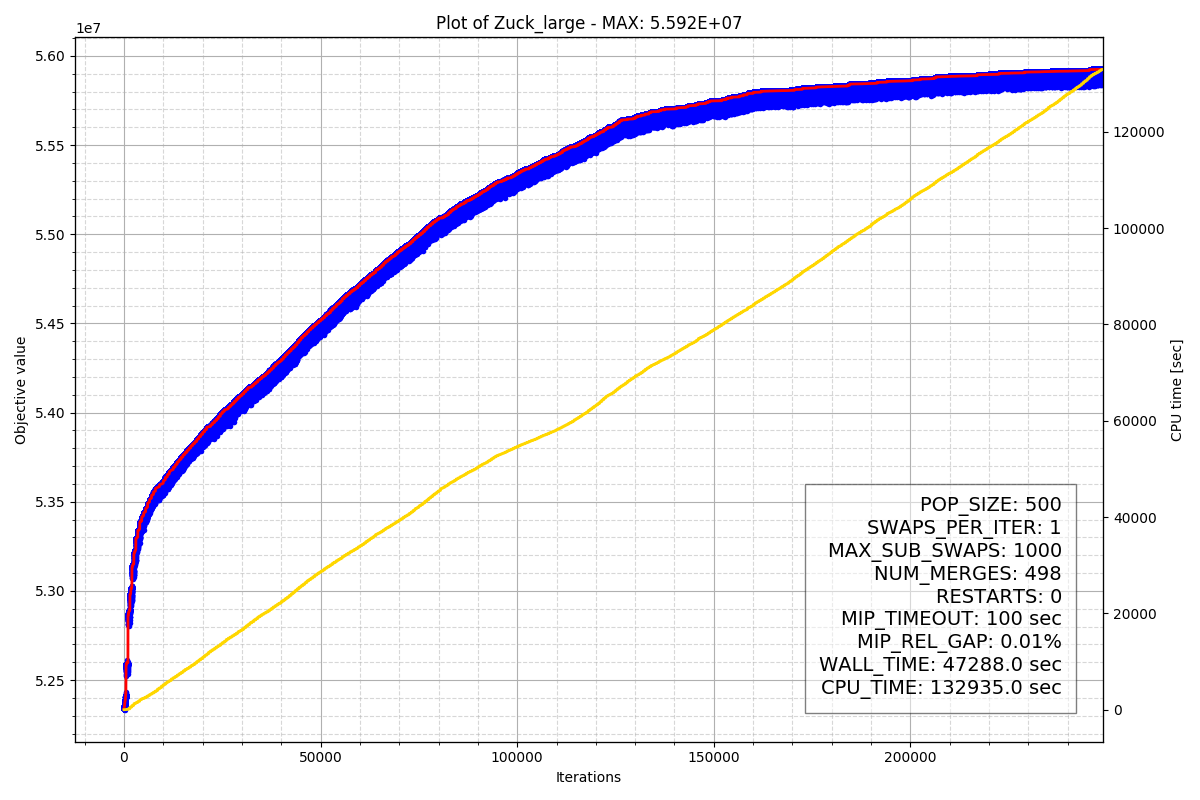 Plot of Zuck_large - MAX: 5.592E+07
1e7
5.60
5.55
5.50
5.45
5.40
5.35
5.30
5.25
Objective value
0
50000
100000
150000
200000
Iterations
120000
100000
80000
60000
40000
20000
0
CPU time [sec]
POP_SIZE: 500
SWAPS_PER_ITER: 1
MAX_SUB_SWAPS: 1000
NUM_MERGES: 498
RESTARTS: 0
MIP_TIMEOUT: 100 sec
MIP_REL_GAP: 0.01%
WALL_TIME: 47288.0 sec
CPU_TIME: 132935.0 sec